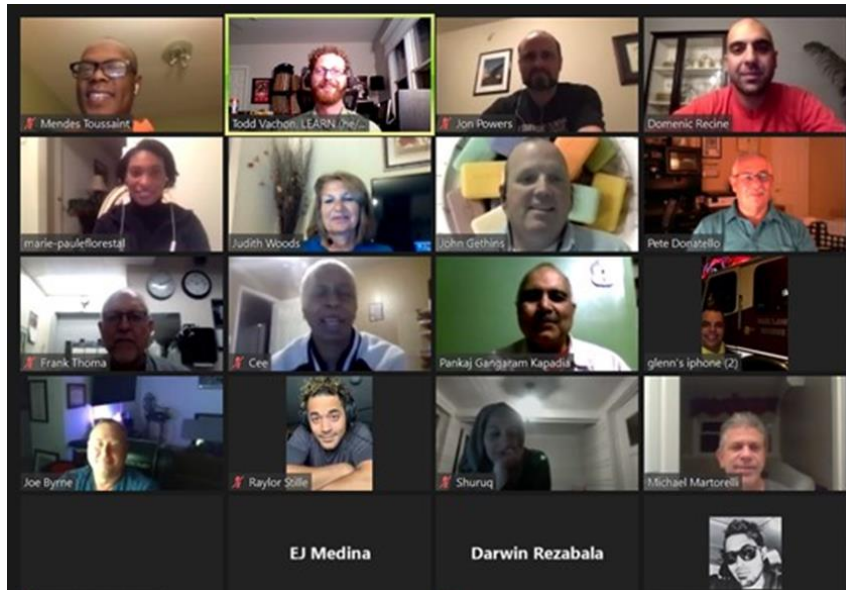 Mendes Toussaint
Todd Vachon, LEARN (he/...
Jon Powers
Domenic Recine
marie-pauleflorestal
Judith Woods
John Gethins
Pete Donatello
Frank Thoma
Cee
Pankaj Gangaram Kapadia
glenn's iphone (2)
Joe Byrne
Raylor Stille
Shuruq
Michael Martorelli
EJ Medina
Darwin Rezabala